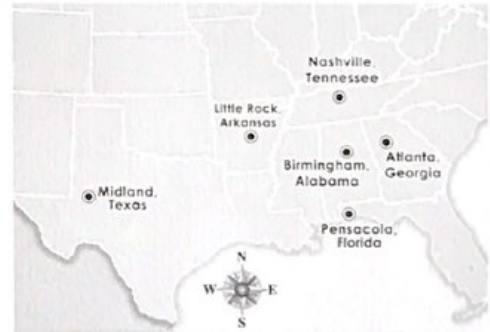 Nashville,
Tennessee
Little Rock,
Arkansas
Birmingham,
Alabama
Atlanta,
Georgia
Midland,
Texas
Pensacola,
Florida
N
W
E
S